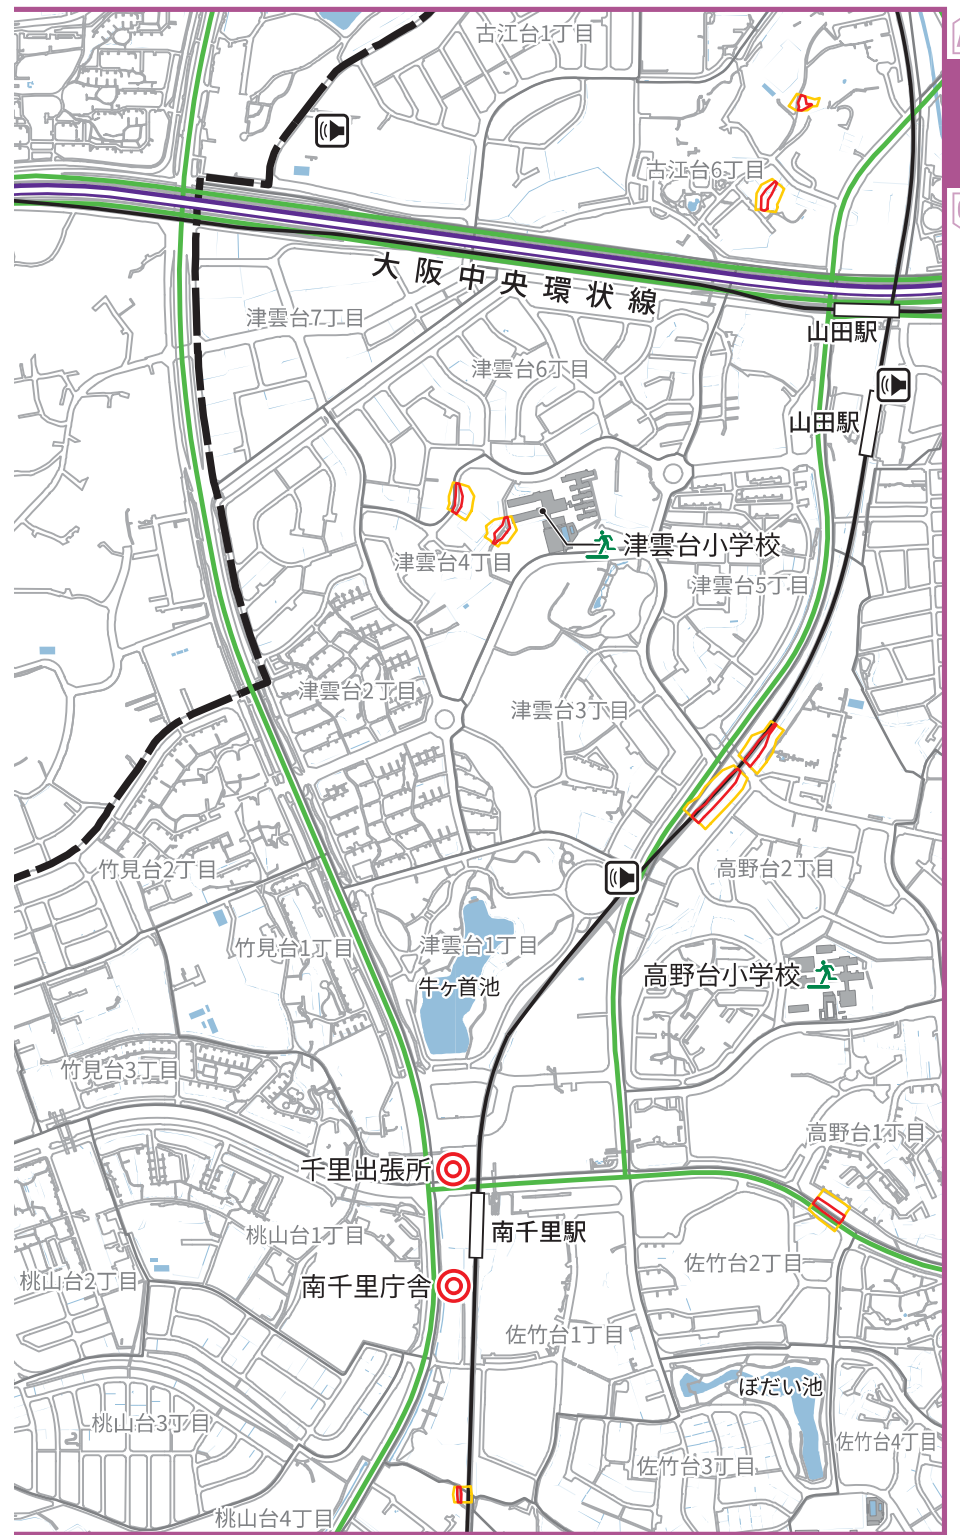 古江台1丁目
古江台6丁目
大阪中央環状線
津雲台7丁目
山田駅
津雲台6丁目
山田駅
津雲台小学校
津雲台4丁目
津雲台5丁目
津雲台2丁目
津雲台3丁目
竹見台2丁目
高野台2丁目
竹見台1丁目
津雲台1丁目
高野台小学校
牛ヶ首池
竹見台3丁目
高野台1丁目
千里出張所
桃山台1丁目
南千里駅
佐竹台2丁目
桃山台2丁目
南千里庁舎
佐竹台1丁目
ぼだい池
桃山台3丁目
佐竹台4丁目
佐竹台3丁目
桃山台4丁目